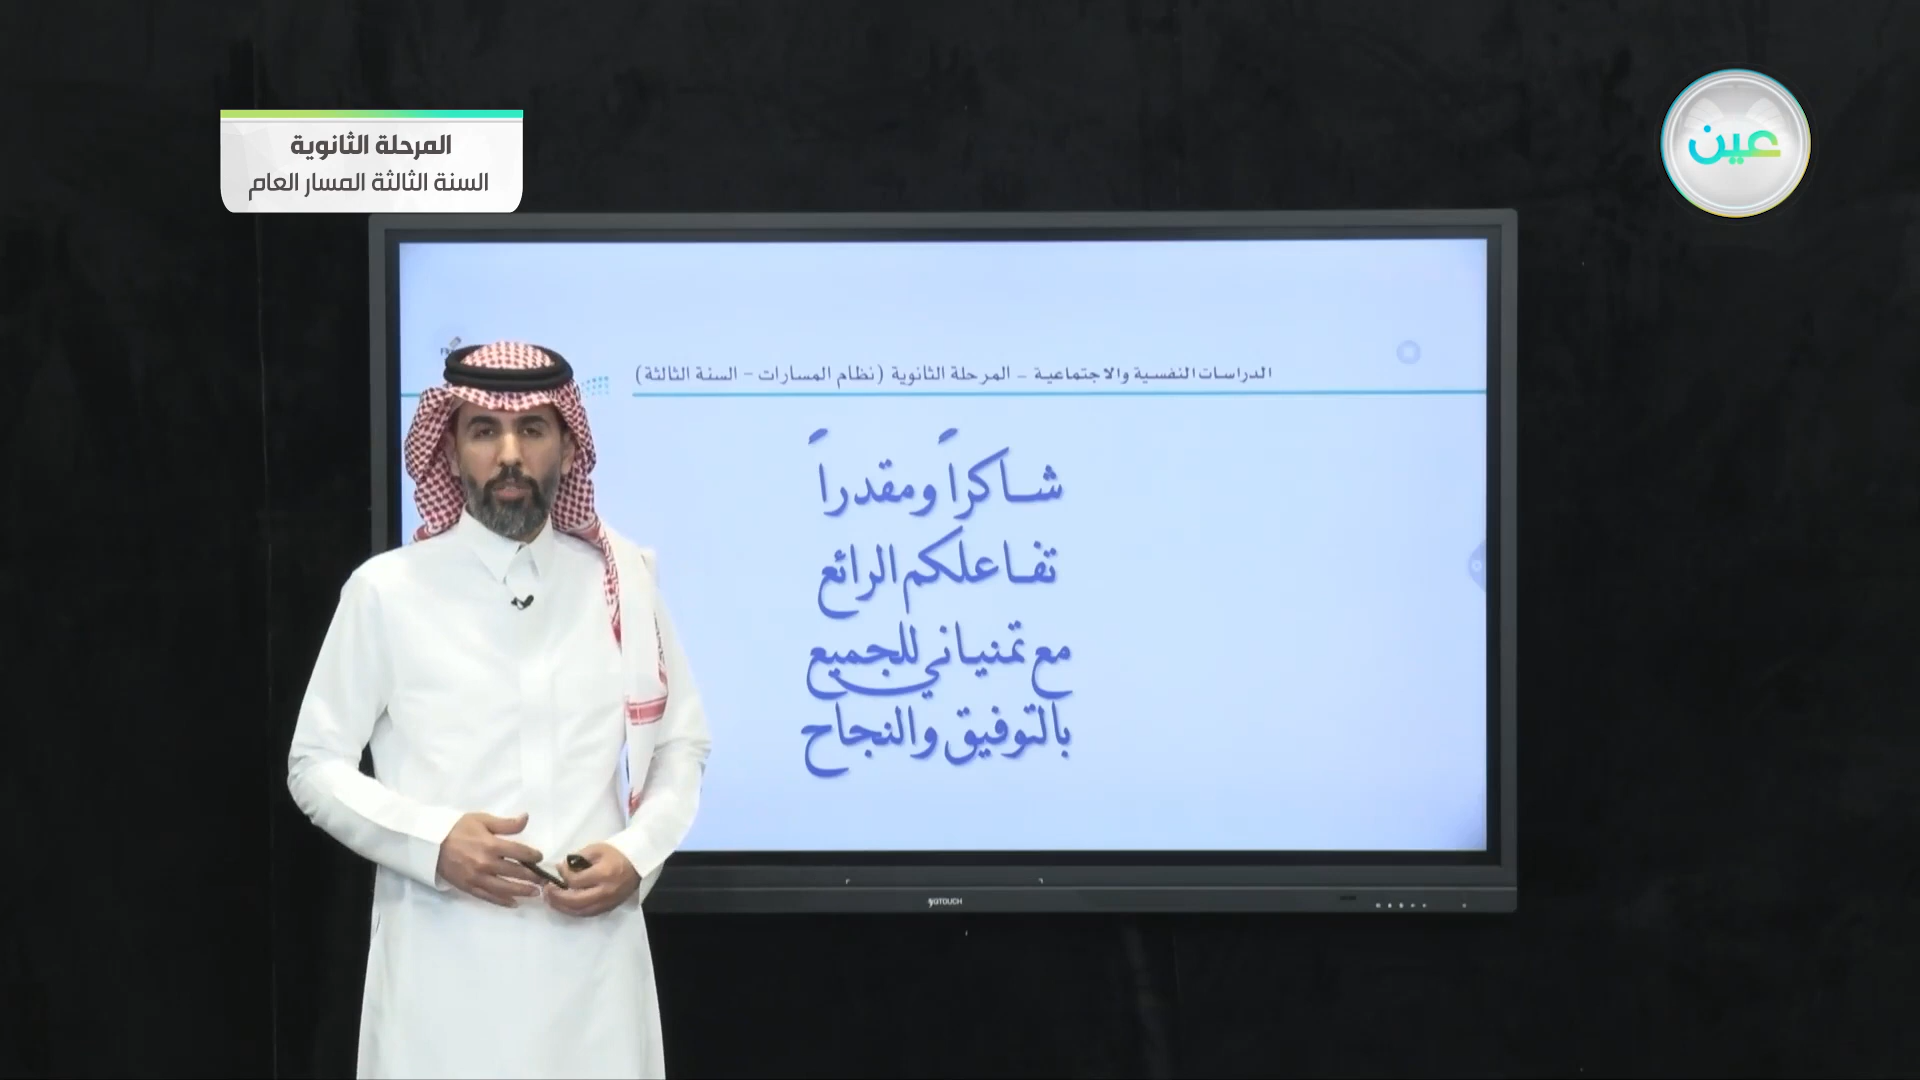 المرحلة الثانوية
السنة الثالثة المسار العام
عين
الدراسات النفسية والاجتماعية - المرحلة الثانوية (نظام المسارات - السنة الثالثة)
شاكراً ومقدراً
تفاعلكم الرائع
مع تمنياتي للجميع
بالتوفيق والنجاح